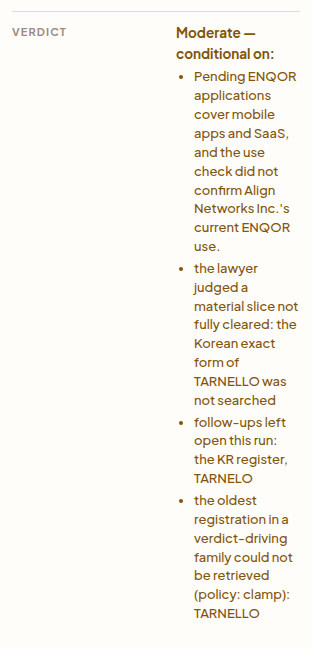 VERDICT
Moderate —
conditional on:
• Pending ENQOR
applications
cover mobile
apps and SaaS,
and the use
check did not
confirm Align
Networks Inc.'s
current ENQOR
use.
• the lawyer
judged a
material slice not
fully cleared: the
Korean exact
form of
TARNELLO was
not searched
• follow-ups left
open this run:
the KR register,
TARNELO
• the oldest
registration in a
verdict-driving
family could not
be retrieved
(policy: clamp):
TARNELLO